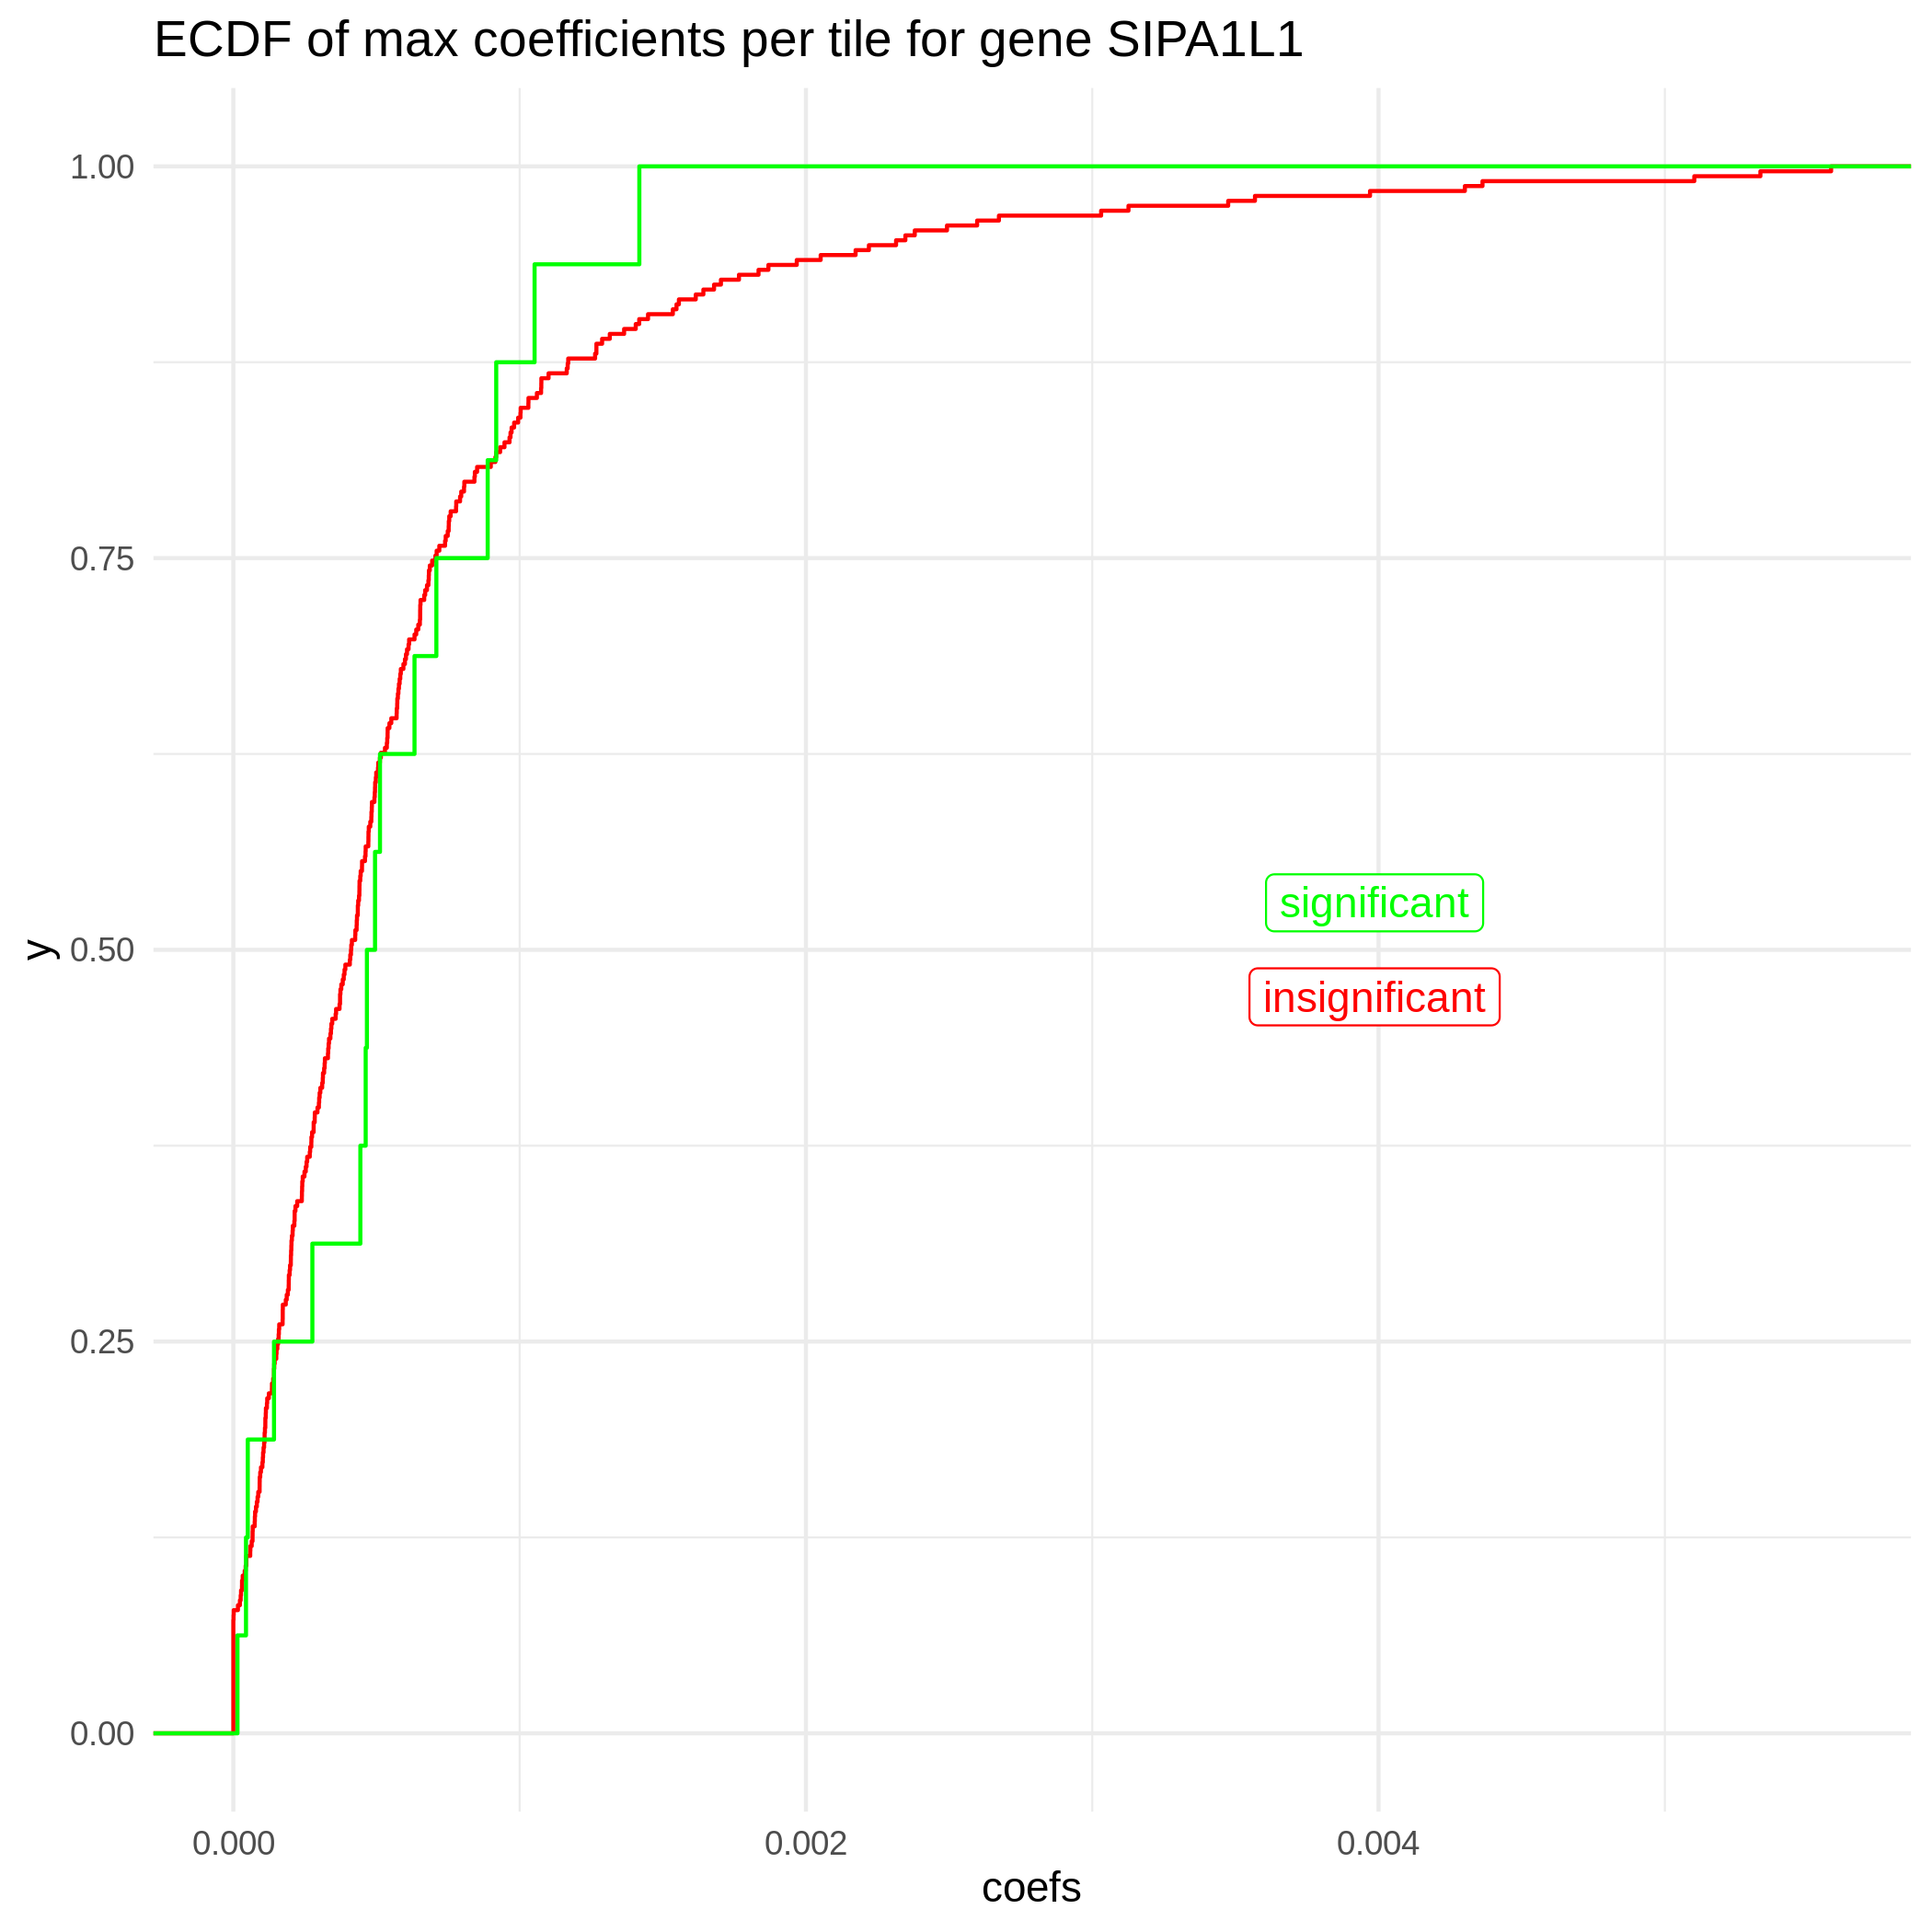 ECDF of max coefficients per tile for gene SIPA1L1
1.00
0.75
0.50
0.25
0.00
y
significant
insignificant
0.000
0.002
0.004
coefs